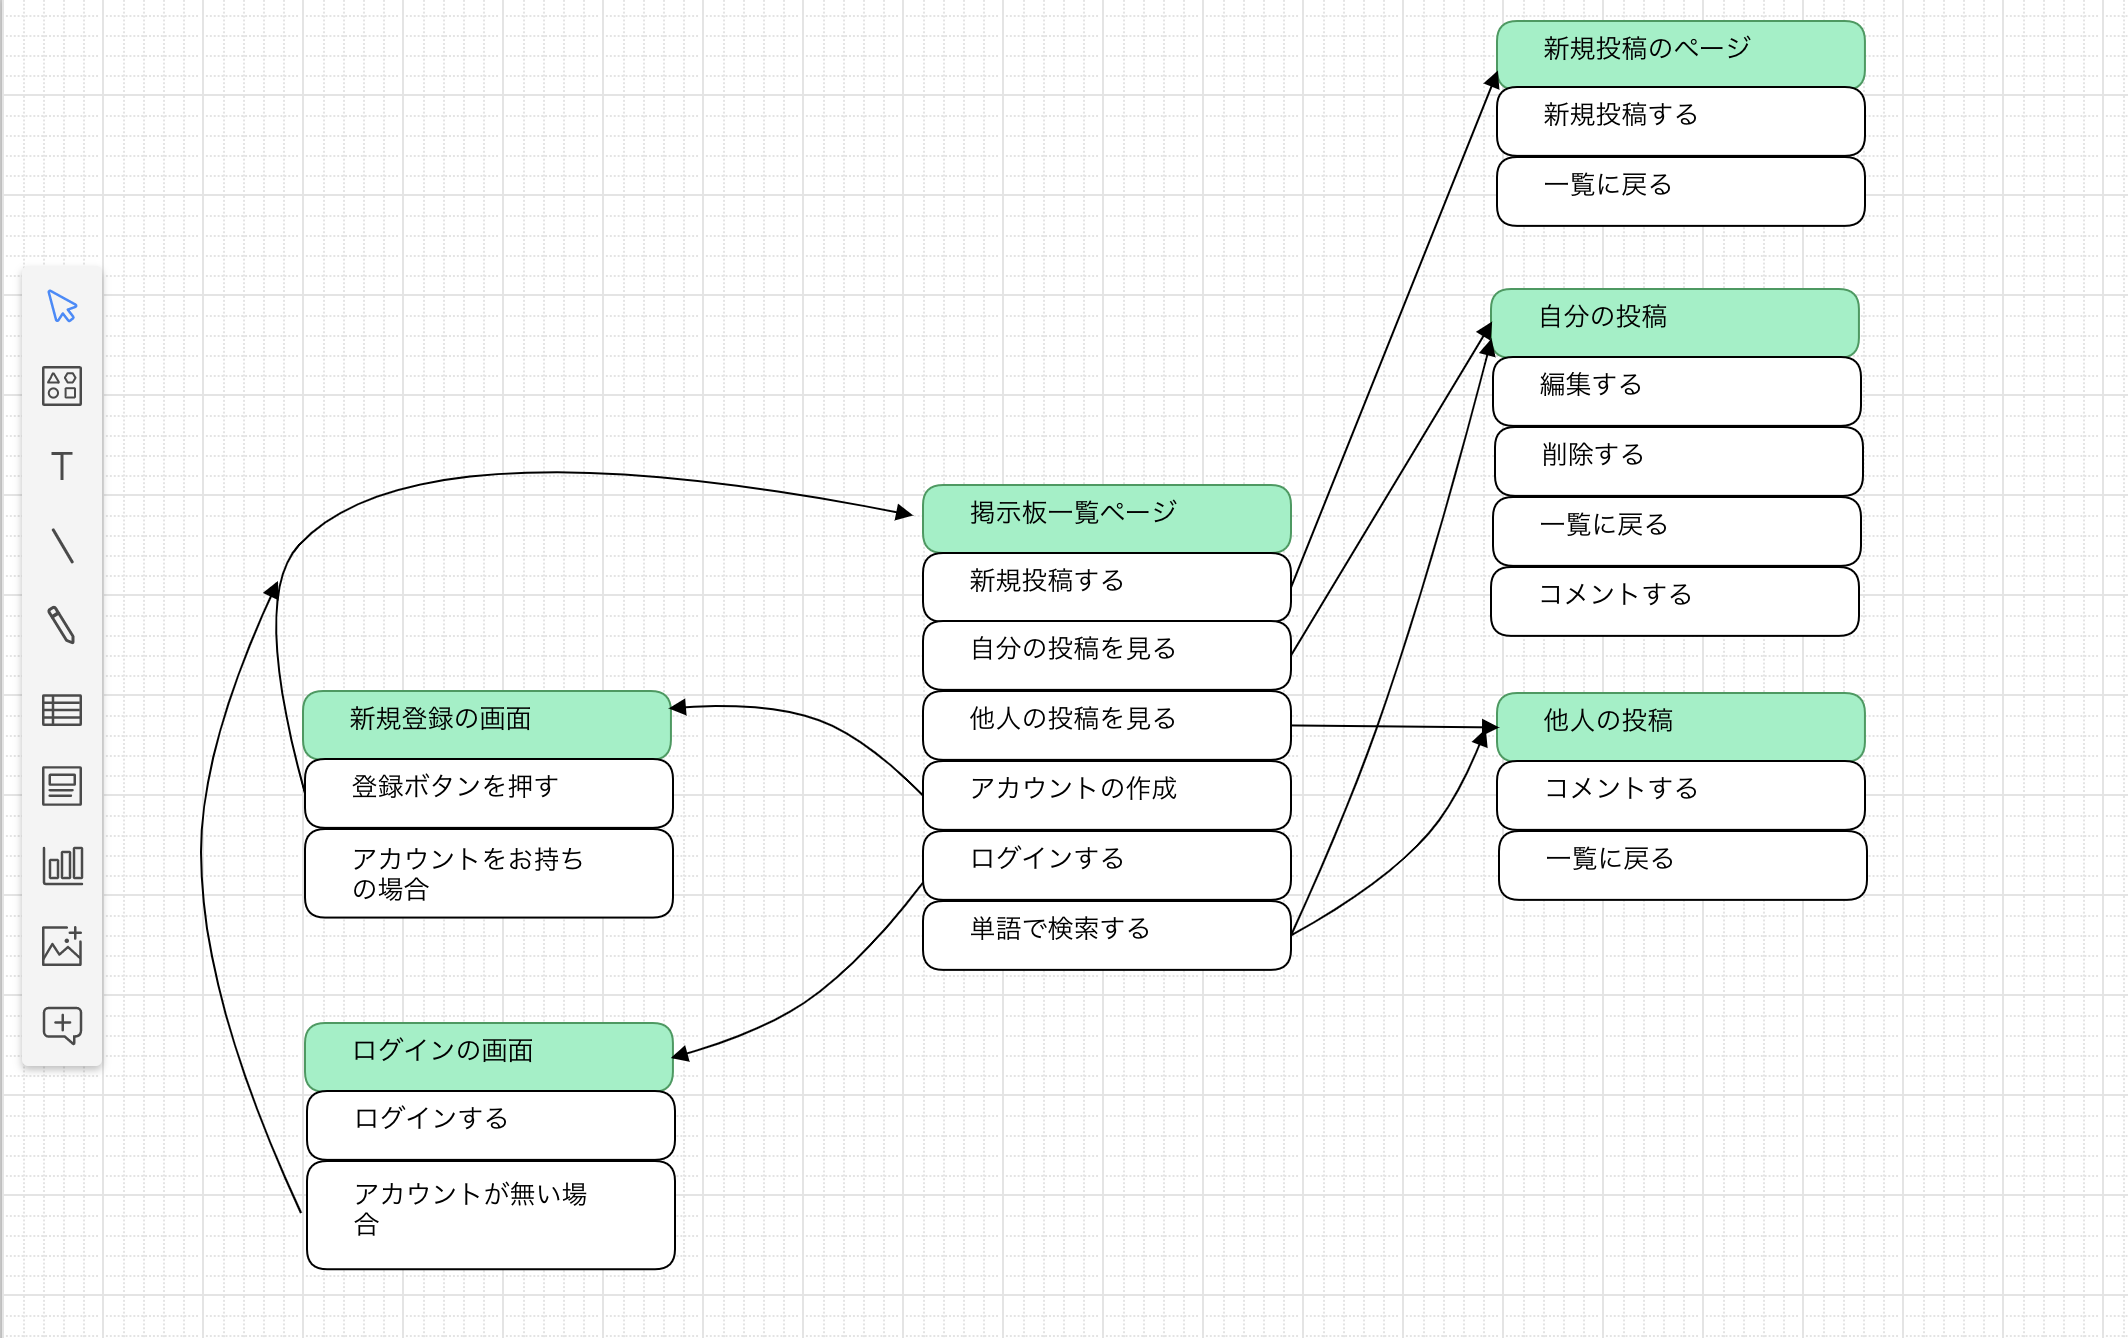 新規投稿のページ
新規投稿する
一覧に戻る
自分の投稿
編集する
削除する
一覧に戻る
コメントする
掲示板一覧ページ
新規投稿する
自分の投稿を見る
他人の投稿を見る
アカウントの作成
ログインする
単語で検索する
新規登録の画面
登録ボタンを押す
アカウントをお持ち
の場合
他人の投稿
コメントする
一覧に戻る
ログインの画面
ログインする
アカウントが無い場
合